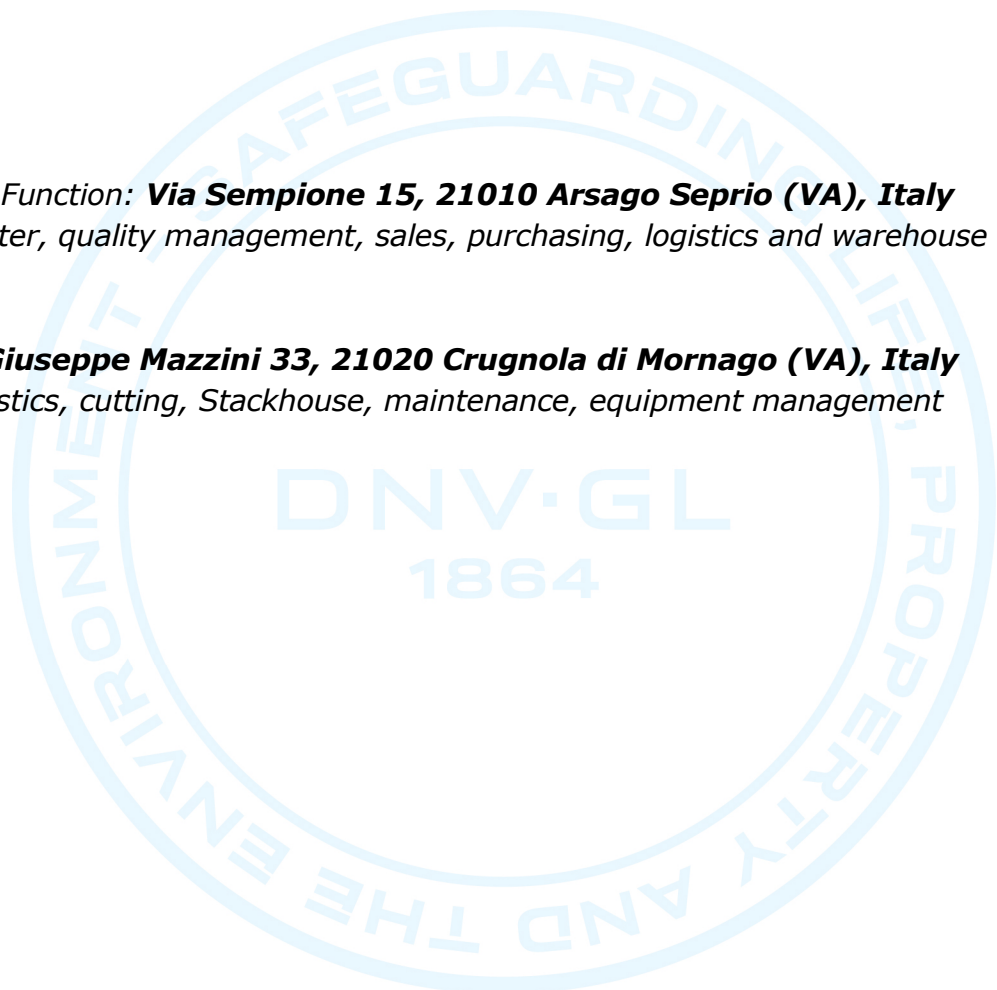 Function: Via Sempione 15, 21010 Arsago Seprio (VA), Italy
ter, quality management, sales, purchasing, logistics and warehouse
Giuseppe Mazzini 33, 21020 Crugnola di Mornago (VA), Italy
stics, cutting, Stackhouse, maintenance, equipment management
SAFEGUARDING LIFE, PROPERTY AND THE ENVIRONMENT
DNV·GL
1864